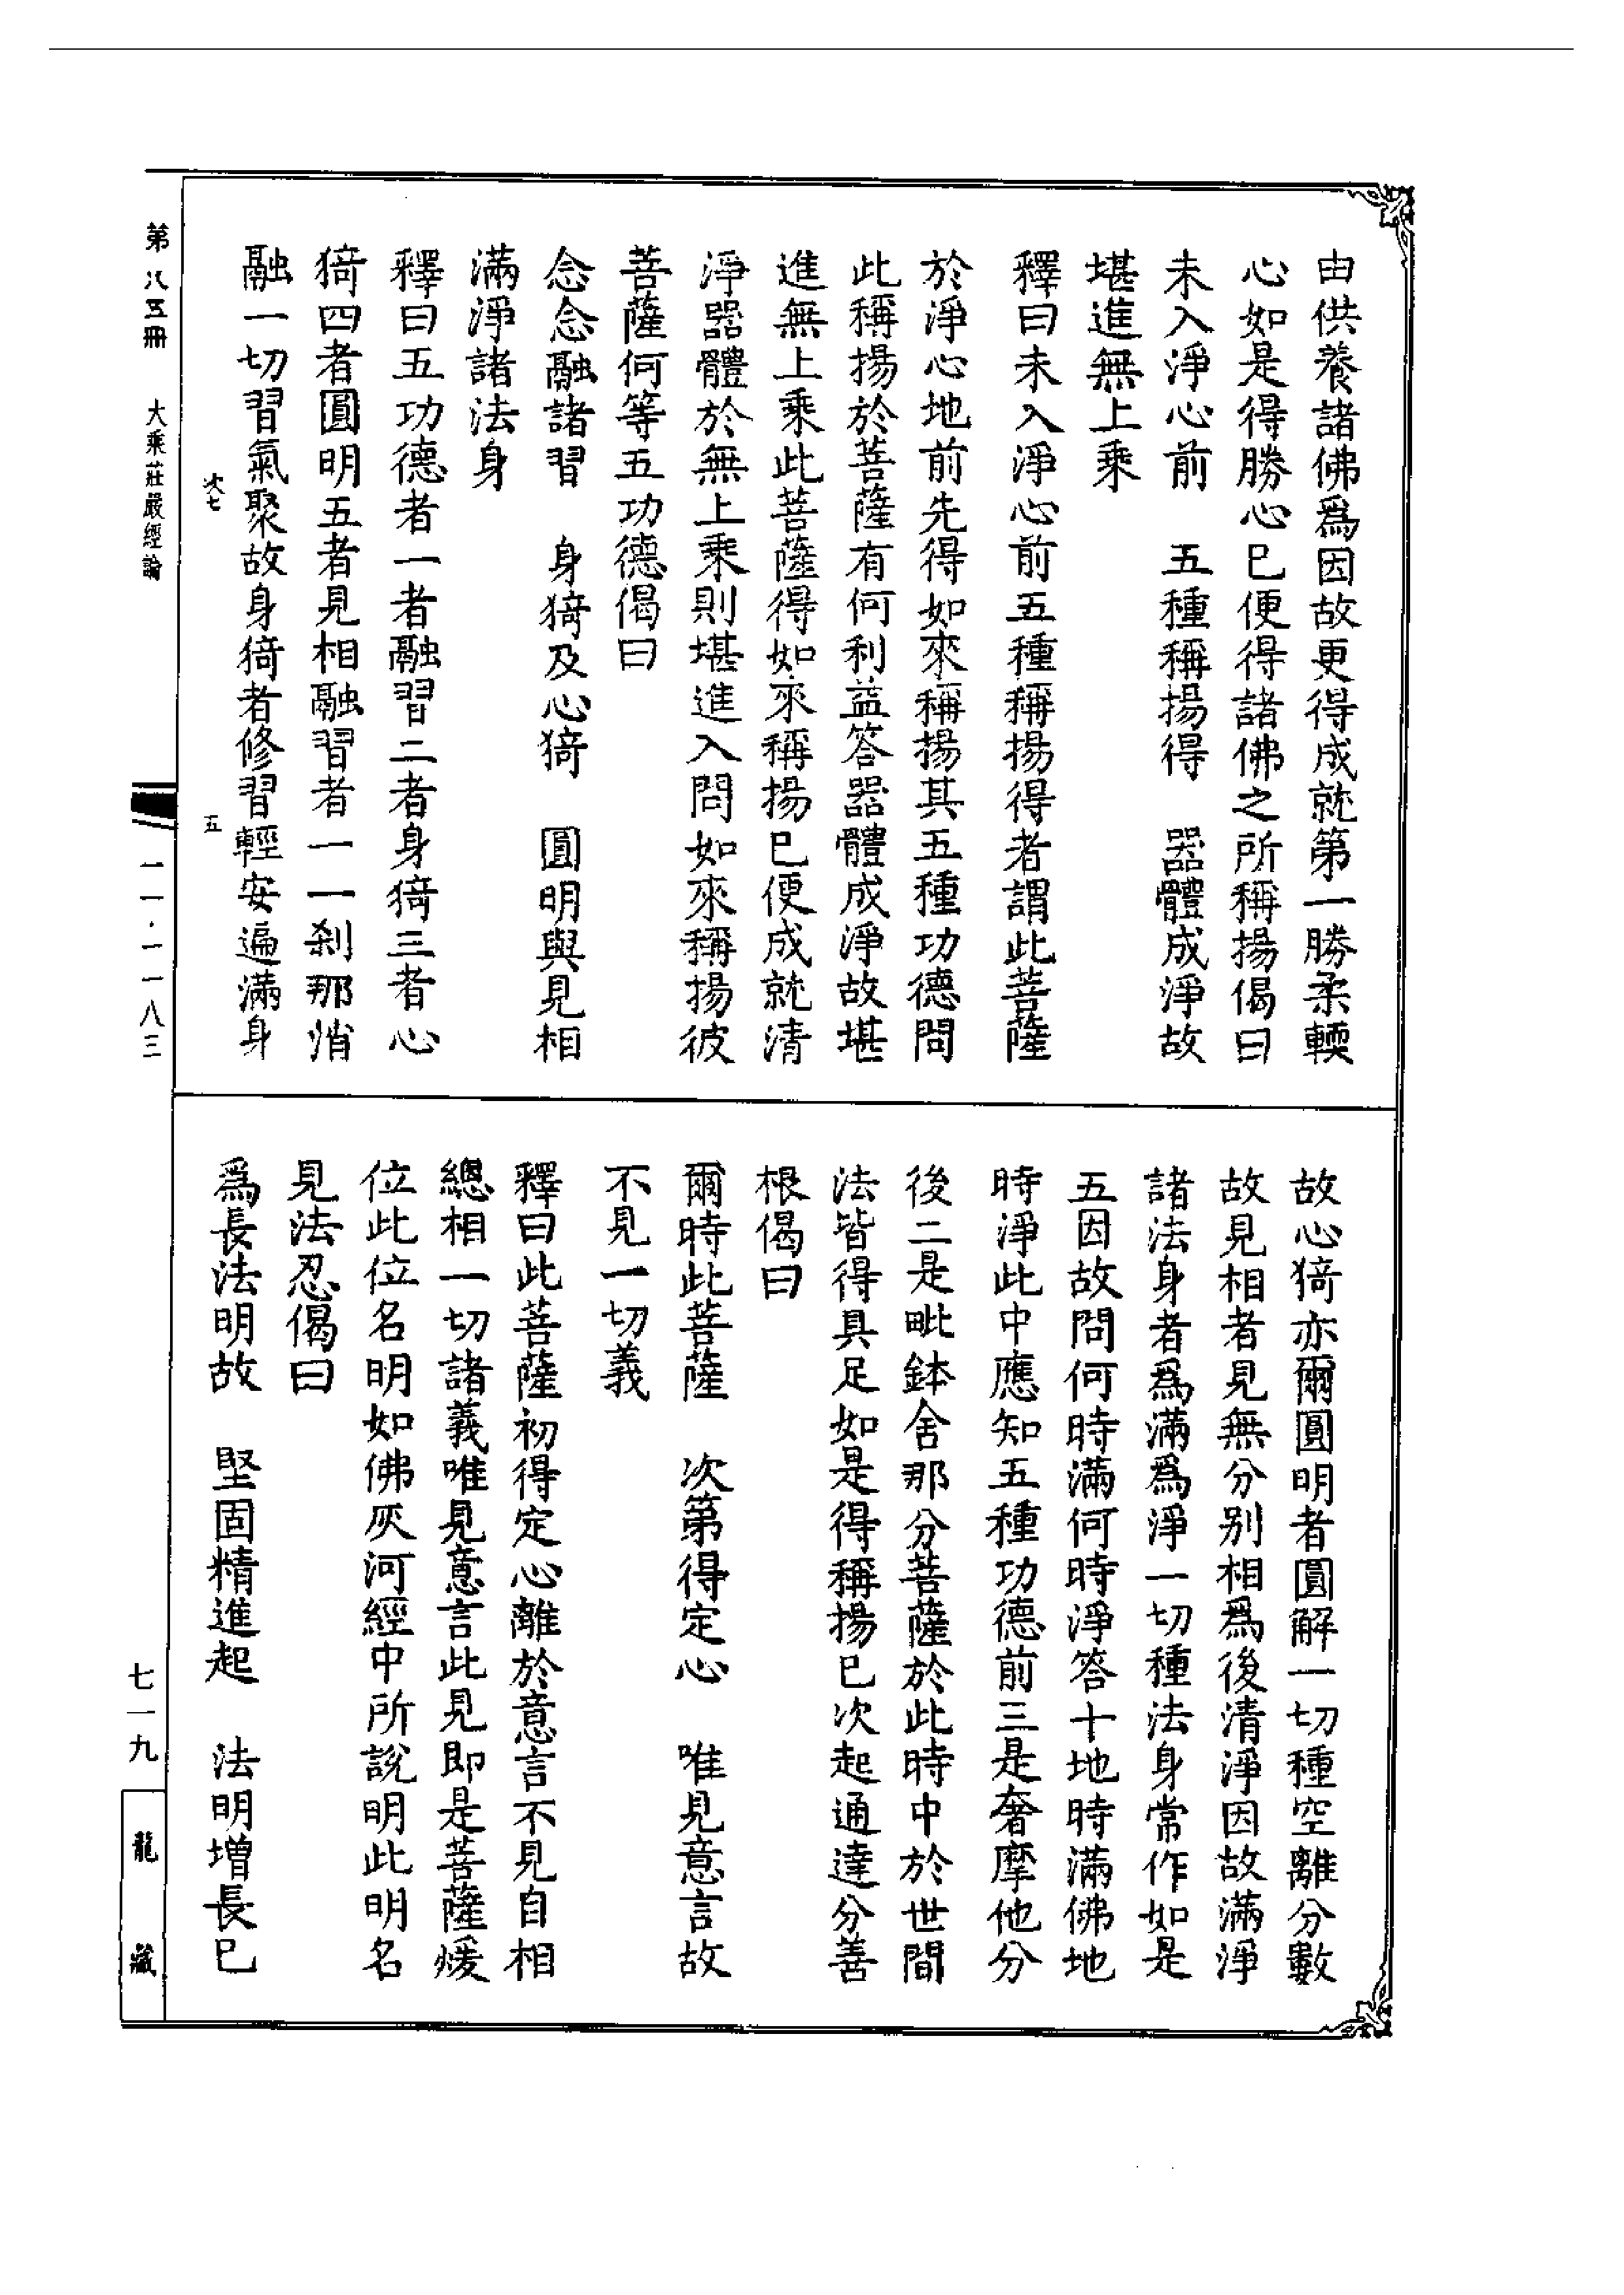 由供養諸佛爲因故更得成就第一勝柔輭
心如是得勝心巳便得諸佛之所稱揚偈曰
未入淨心前　五種稱揚得　器體成淨故
堪進無上乘
釋曰未入淨心前五種稱揚得者謂此菩薩
於淨心地前先得如來稱揚其五種功德問
此稱揚於菩薩有何利益答器體成淨故堪
進無上乘此菩薩得如來稱揚巳便成就清
淨器體於無上乘則堪進入問如來稱揚彼
菩薩何等五功德偈曰
念念融諸習　身猗及心猗　圓明與見相
滿淨諸法身
釋曰五功德者一者融習二者身猗三者心
猗四者圓明五者見相融習者一一刹那消
融一切習氣聚故身猗者修習輕安遍滿身
故心猗亦爾圓明者圓解一切種空離分數
故見相者見無分别相爲後清淨因故滿淨
諸法身者爲滿爲淨一切種法身常作如是
五因故問何時滿何時淨答十地時滿佛地
時淨此中應知五種功德前三是奢摩他分
後二是毗鉢舍那分菩薩於此時中於世間
法皆得具足如是得稱揚巳次起通達分善
根偈曰
爾時此菩薩　次第得定心　唯見意言故
不見一切義
釋曰此菩薩初得定心離於意言不見自相
總相一切諸義唯見意言此見即是菩薩煖
位此位名明如佛灰河經中所說明此明名
見法忍偈曰
爲長法明故　堅固精進起　法明增長巳
第八五冊　大乘莊嚴經論
一一·一一八三
七一九
龍藏
五